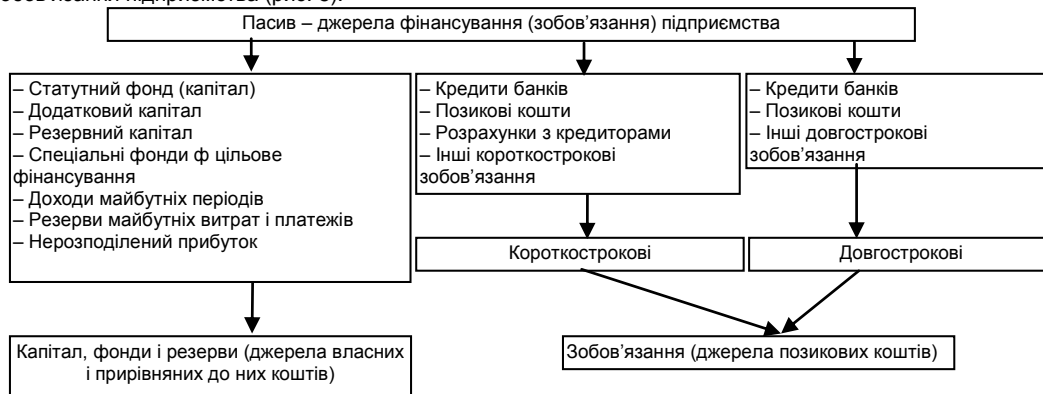 Пасив – джерела фінансування (зобов’язання) підприємства
– Статутний фонд (капітал)
– Додатковий капітал
– Резервний капітал
– Спеціальні фонди ф цільове
фінансування
– Доходи майбутніх періодів
– Резерви майбутніх витрат і платежів
– Нерозподілений прибуток
– Кредити банків
– Позикові кошти
– Розрахунки з кредиторами
– Інші короткострокові
зобов’язання
– Кредити банків
– Позикові кошти
– Інші довгострокові
зобов’язання
Короткострокові
Довгострокові
Капітал, фонди і резерви (джерела власних
і прирівняних до них коштів)
Зобов’язання (джерела позикових коштів)